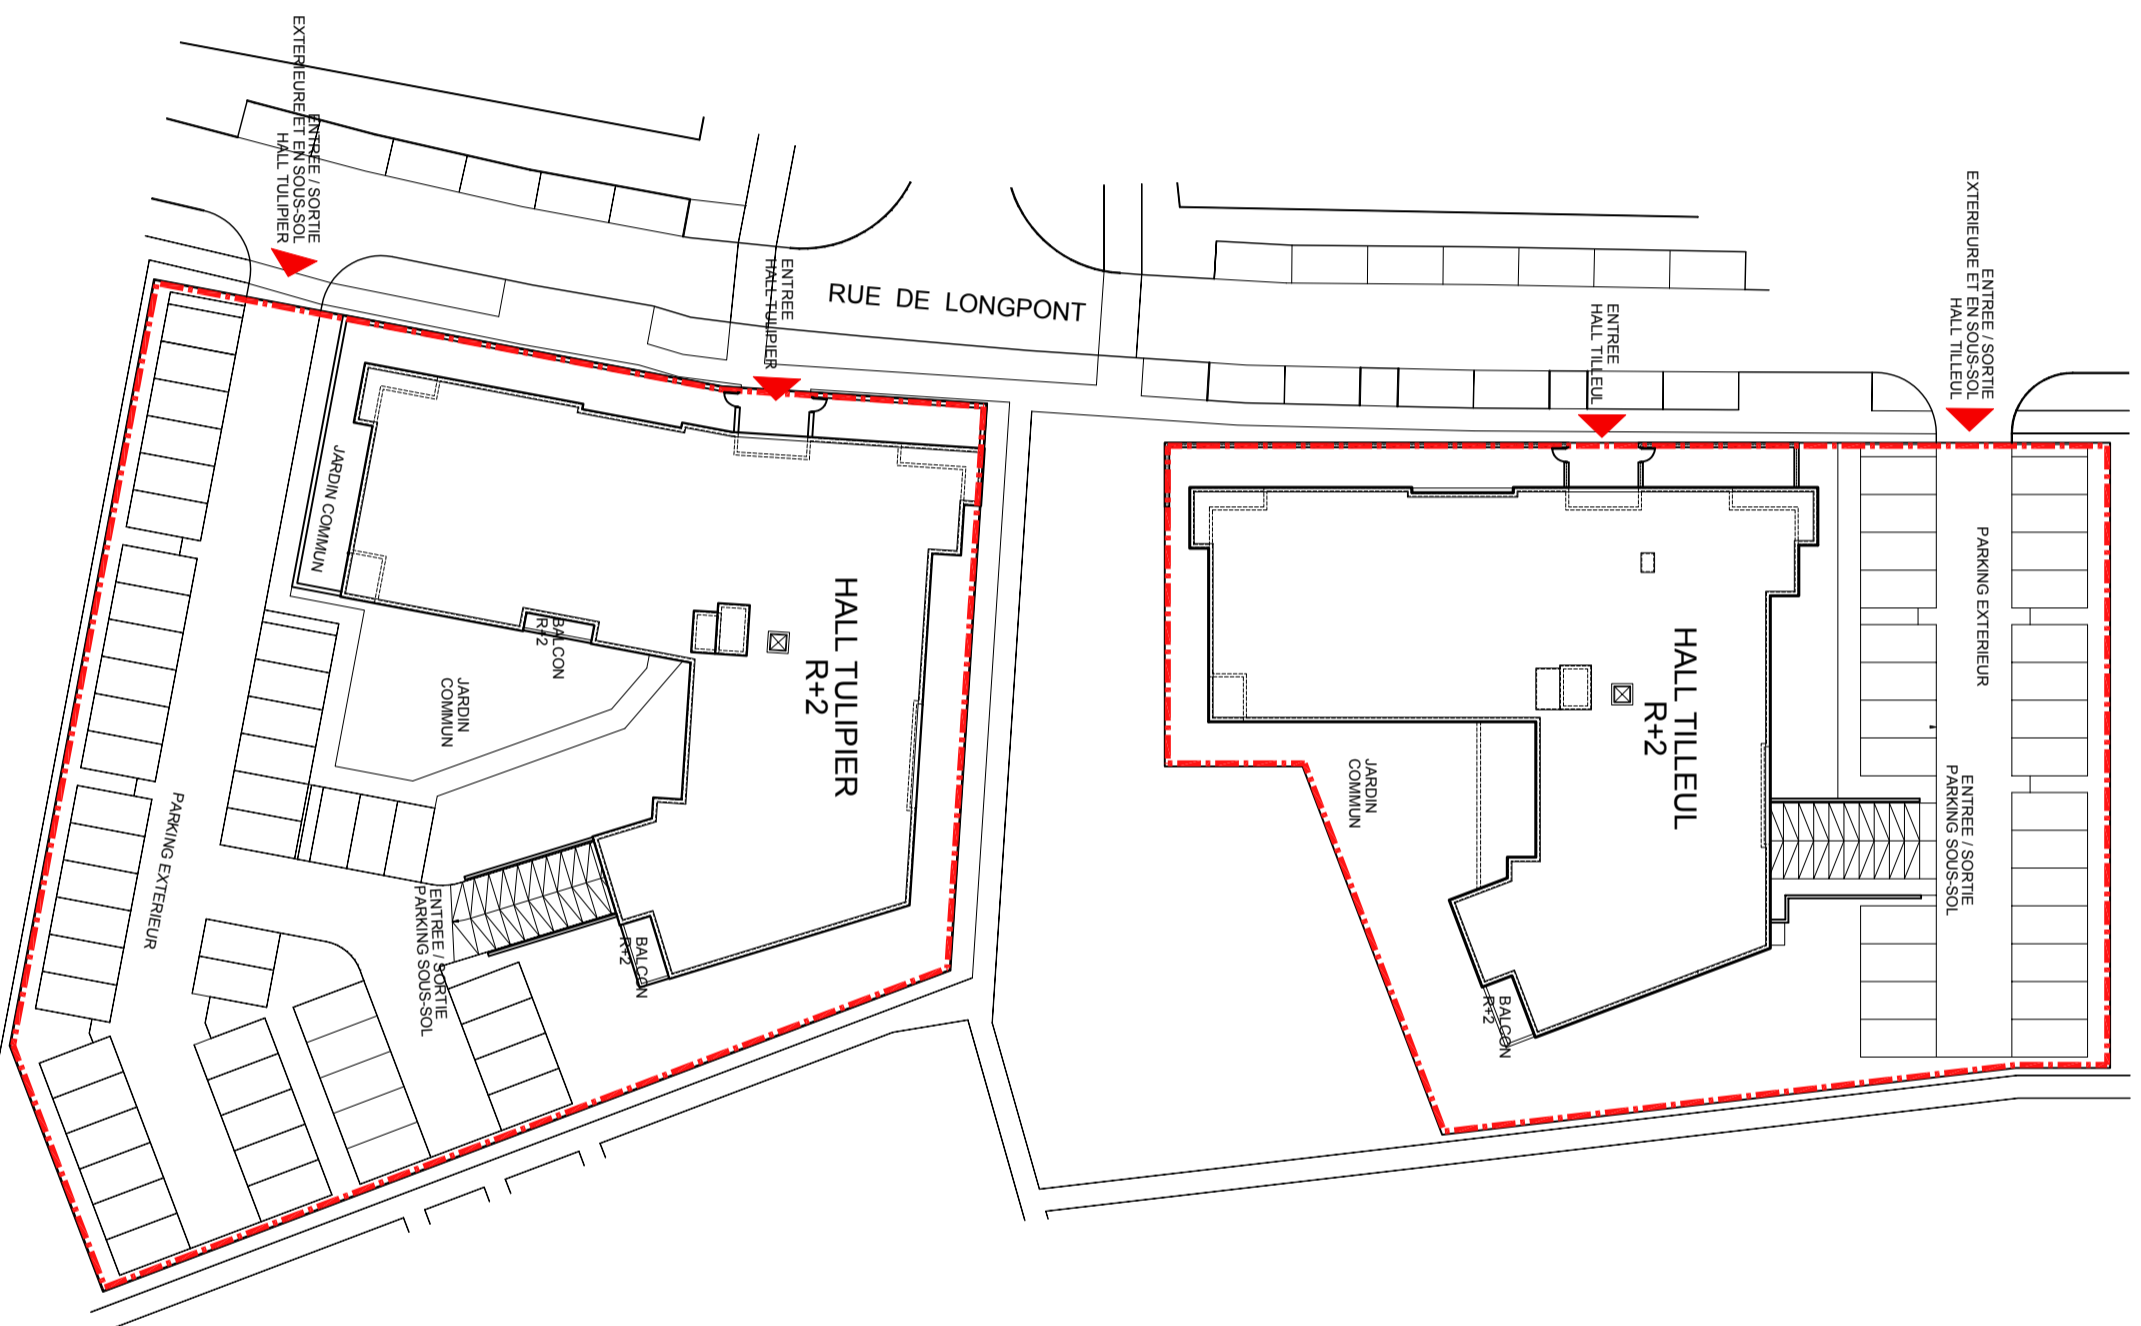 ENTREE / SORTIE
EXTERIEURE ET EN SOUS-SOL
HALL TULIPIER
ENTREE
HALL TULIPIER
RUE DE LONGPONT
ENTREE
HALL TILLEUL
ENTREE / SORTIE
EXTERIEURE ET EN SOUS-SOL
HALL TILLEUL
JARDIN COMMUN
HALL TULIPIER
R+2
BALCON
R+2
JARDIN
COMMUN
PARKING EXTERIEUR
ENTREE / SORTIE
PARKING SOUS-SOL
BALCON
R+2
HALL TILLEUL
R+2
JARDIN
COMMUN
BALCON
R+2
PARKING EXTERIEUR
ENTREE / SORTIE
PARKING SOUS-SOL